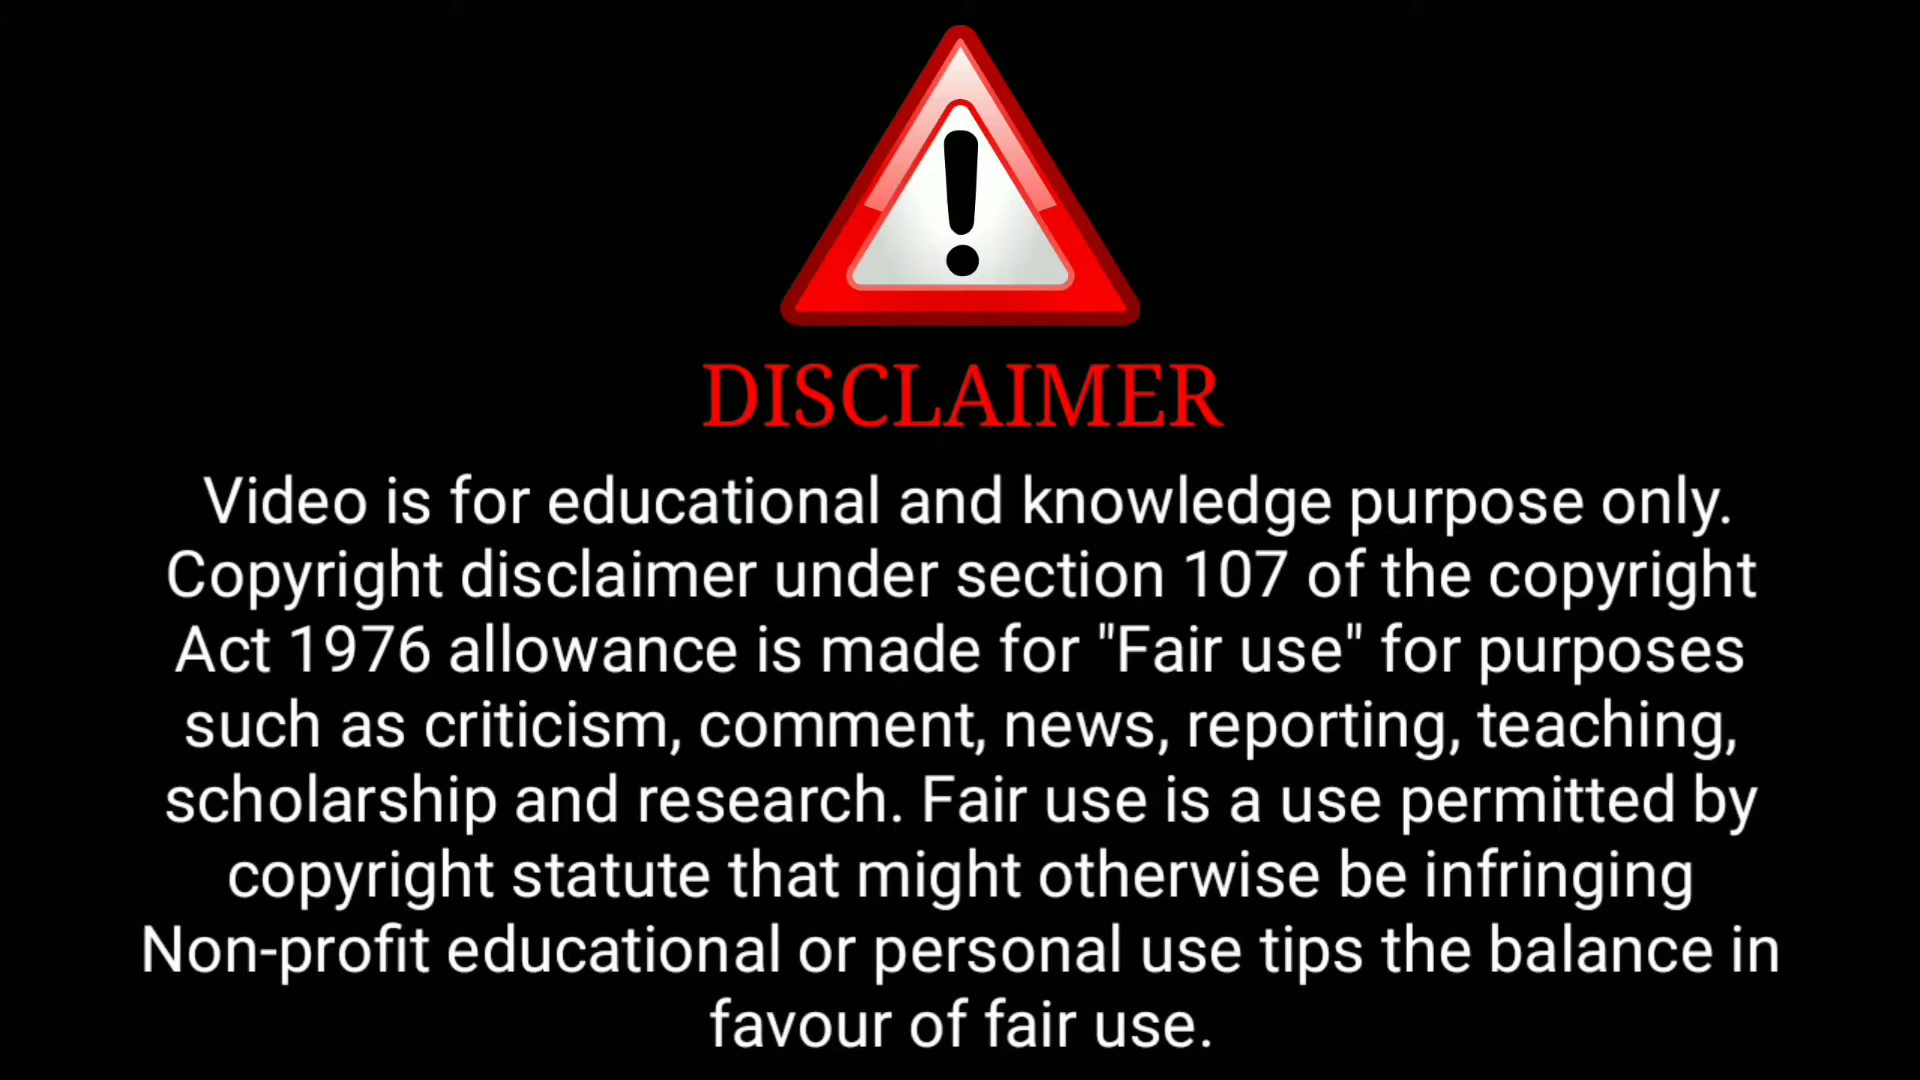 DISCLAIMER
Video is for educational and knowledge purpose only.
Copyright disclaimer under section 107 of the copyright
Act 1976 allowance is made for "Fair use" for purposes
such as criticism, comment, news, reporting, teaching,
scholarship and research. Fair use is a use permitted by
copyright statute that might otherwise be infringing
Non-profit educational or personal use tips the balance in
favour of fair use.